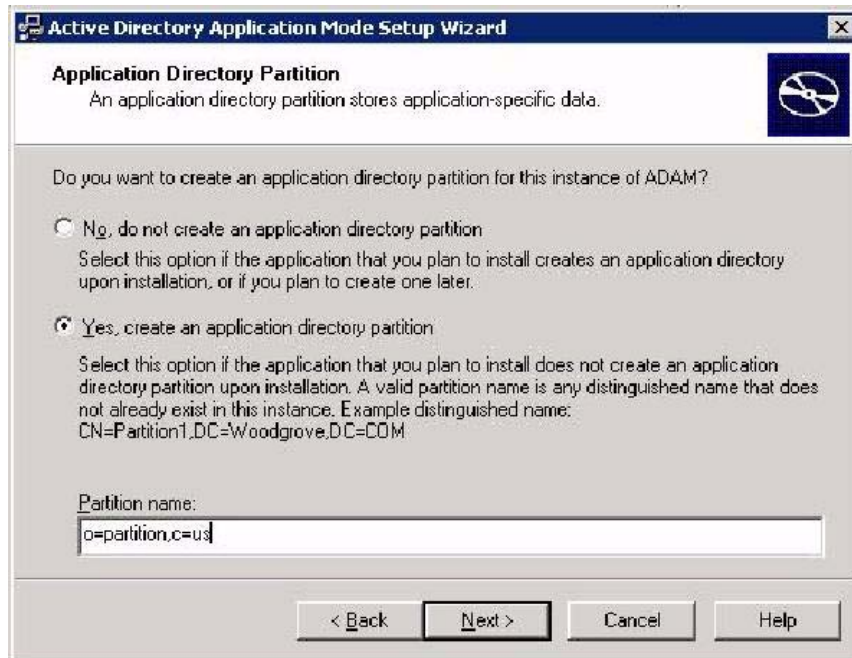 Active Directory Application Mode Setup Wizard
Application Directory Partition
An application directory partition stores application-specific data.
Do you want to create an application directory partition for this instance of ADAM?
No, do not create an application directory partition
Select this option if the application that you plan to install creates an application directory
upon installation, or if you plan to create one later.
Yes, create an application directory partition
Select this option if the application that you plan to install does not create an application
directory partition upon installation. A valid partition name is any distinguished name that does
not already exist in this instance. Example distinguished name:
CN=Partition1,DC=Woodgrove,DC=COM
Partition name:
o=partition,c=us
< Back Next > Cancel Help